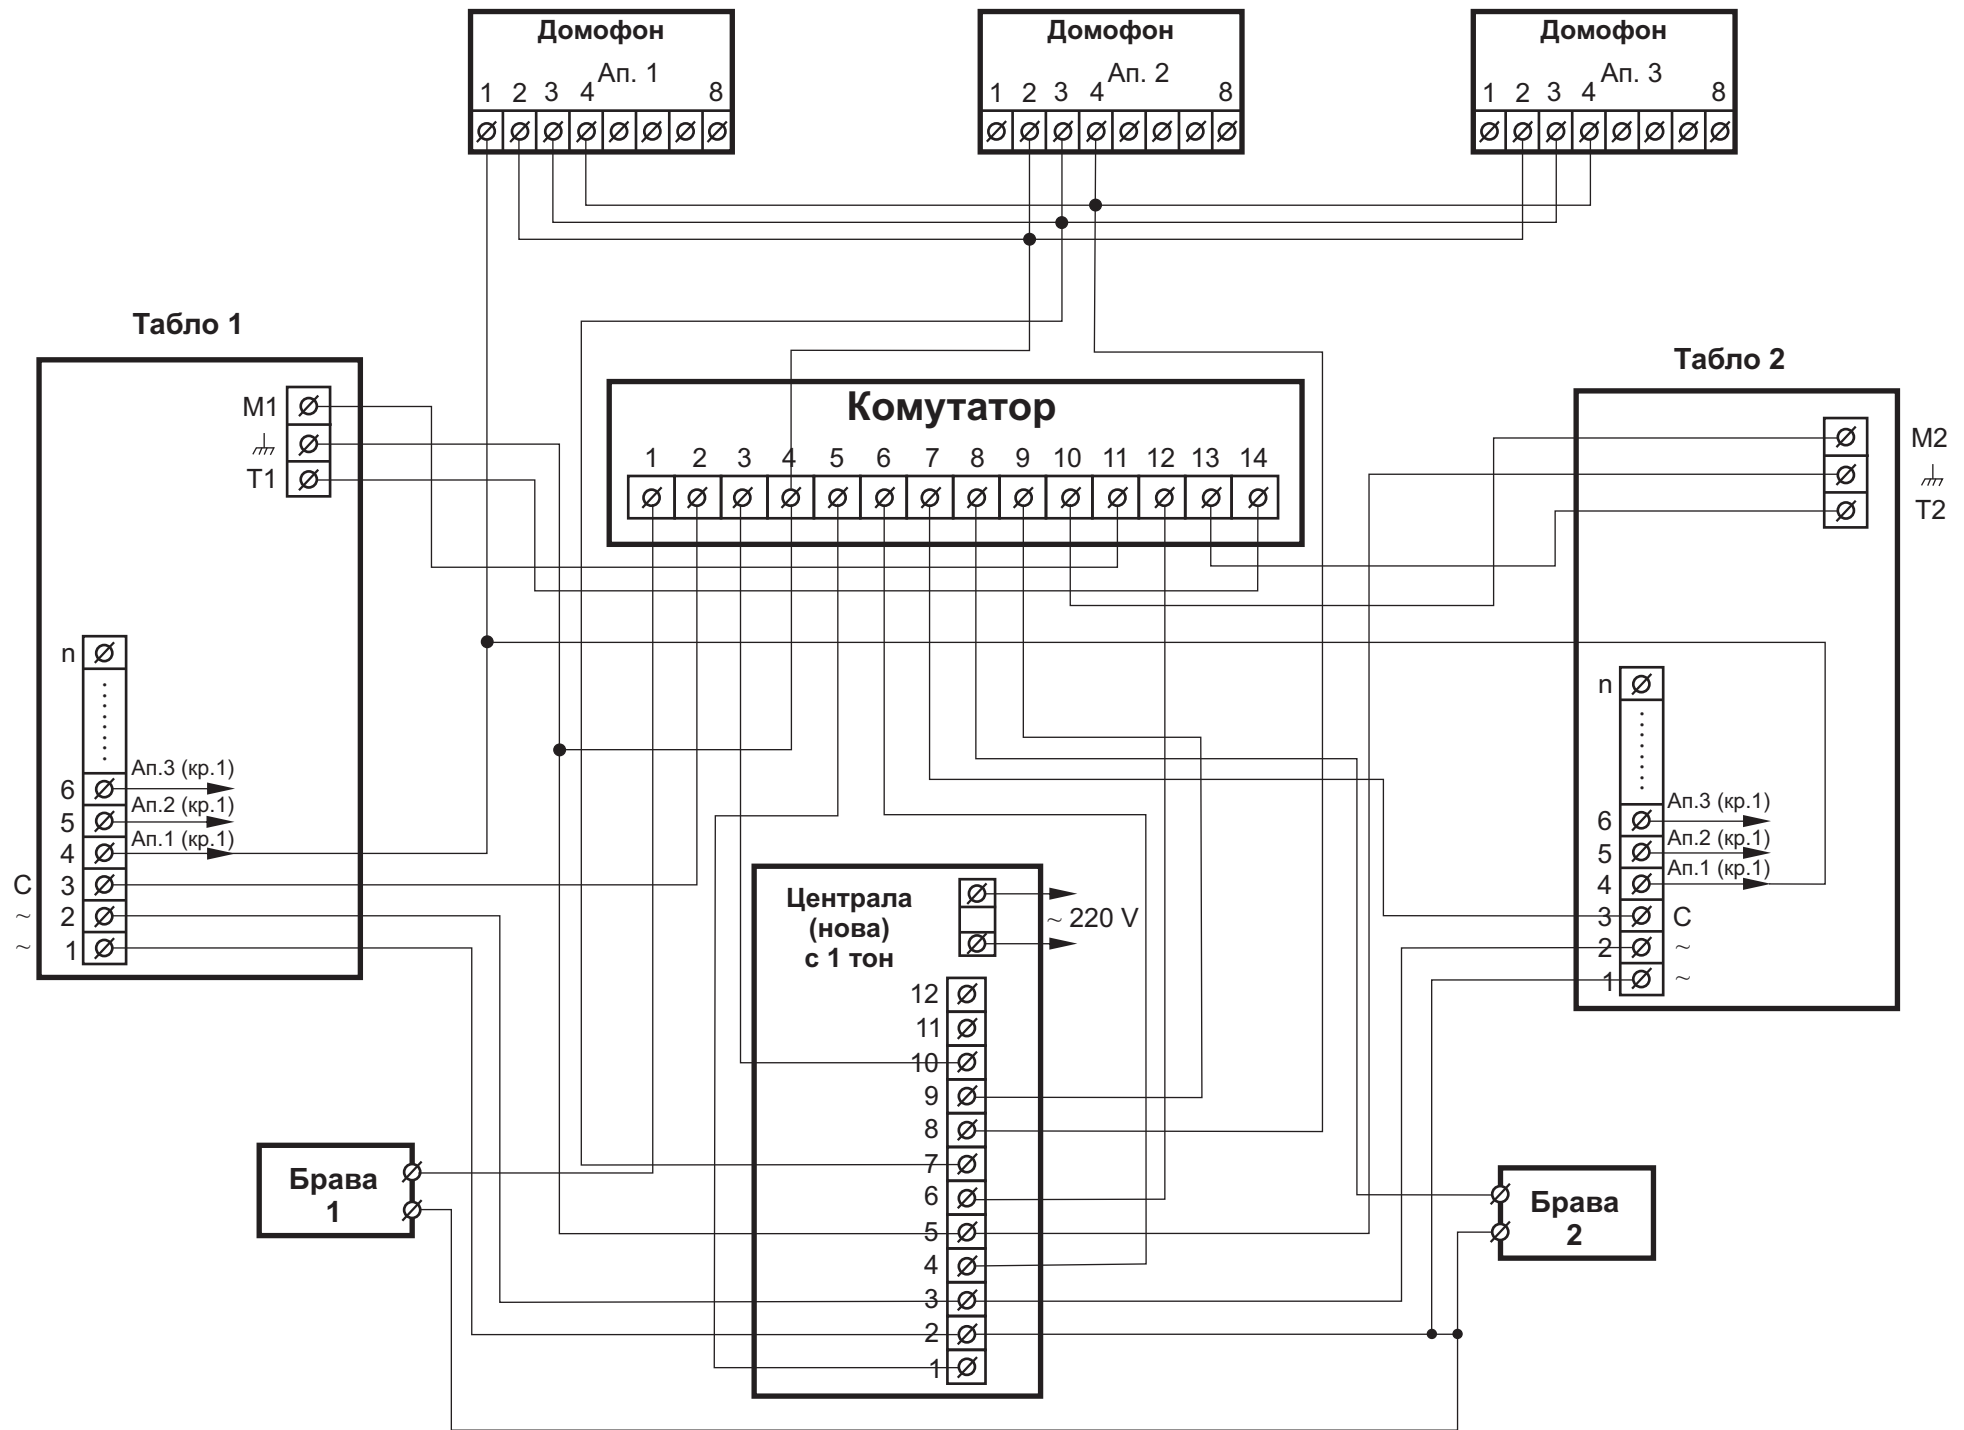 Домофон
Ап. 1
1 2 3 4 8
Домофон
Ап. 2
1 2 3 4 8
Домофон
Ап. 3
1 2 3 4 8
Табло 1
M1
T1
n
6 Ап.3 (кр.1)
5 Ап.2 (кр.1)
4 Ап.1 (кр.1)
C 3
~ 2
~ 1
Комутатор
1 2 3 4 5 6 7 8 9 10 11 12 13 14
Табло 2
M2
T2
n
6 Ап.3 (кр.1)
5 Ап.2 (кр.1)
4 Ап.1 (кр.1)
3 C
2 ~
1 ~
Централа
(нова)
с 1 тон
~ 220 V
12
11
10
9
8
7
6
5
4
3
2
1
Брава
1
Брава
2